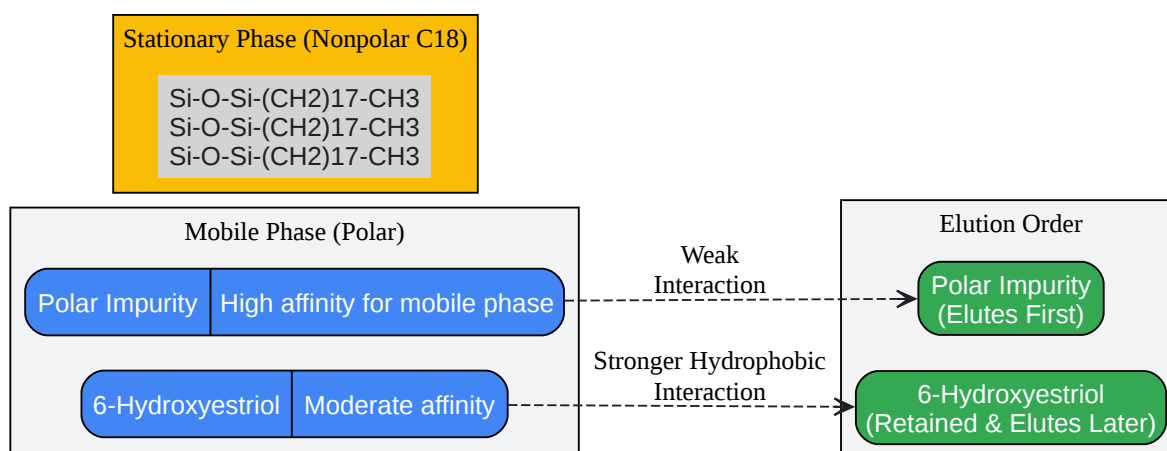 Stationary Phase (Nonpolar C18)
Si-O-Si-(CH2)17-CH3
Si-O-Si-(CH2)17-CH3
Si-O-Si-(CH2)17-CH3
Mobile Phase (Polar)
Polar Impurity
High affinity for mobile phase
6-Hydroxyestriol
Moderate affinity
Weak
Interaction
Stronger Hydrophobic
Interaction
Elution Order
Polar Impurity
(Elutes First)
6-Hydroxyestriol
(Retained & Elutes Later)